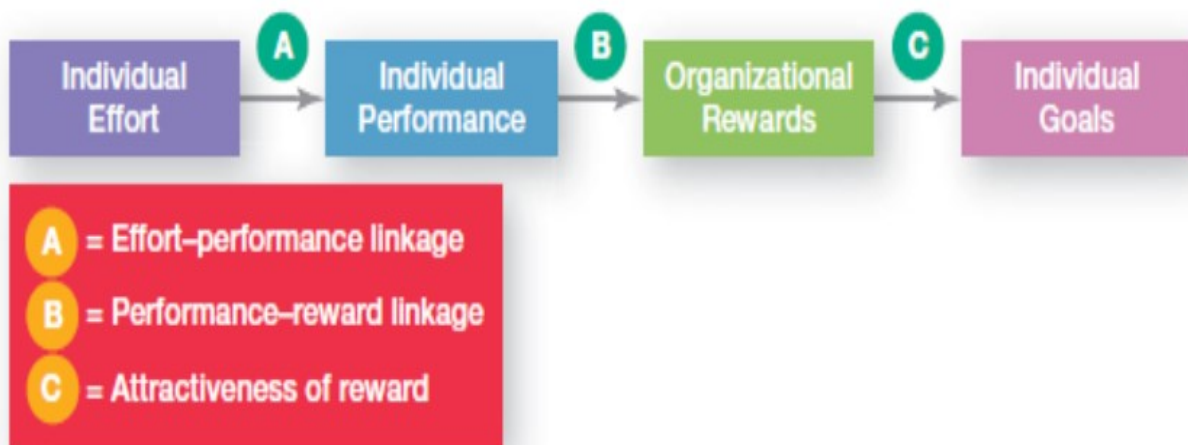 A
B
C
Individual
Effort
Individual
Performance
Organizational
Rewards
Individual
Goals
A = Effort–performance linkage
B = Performance–reward linkage
C = Attractiveness of reward